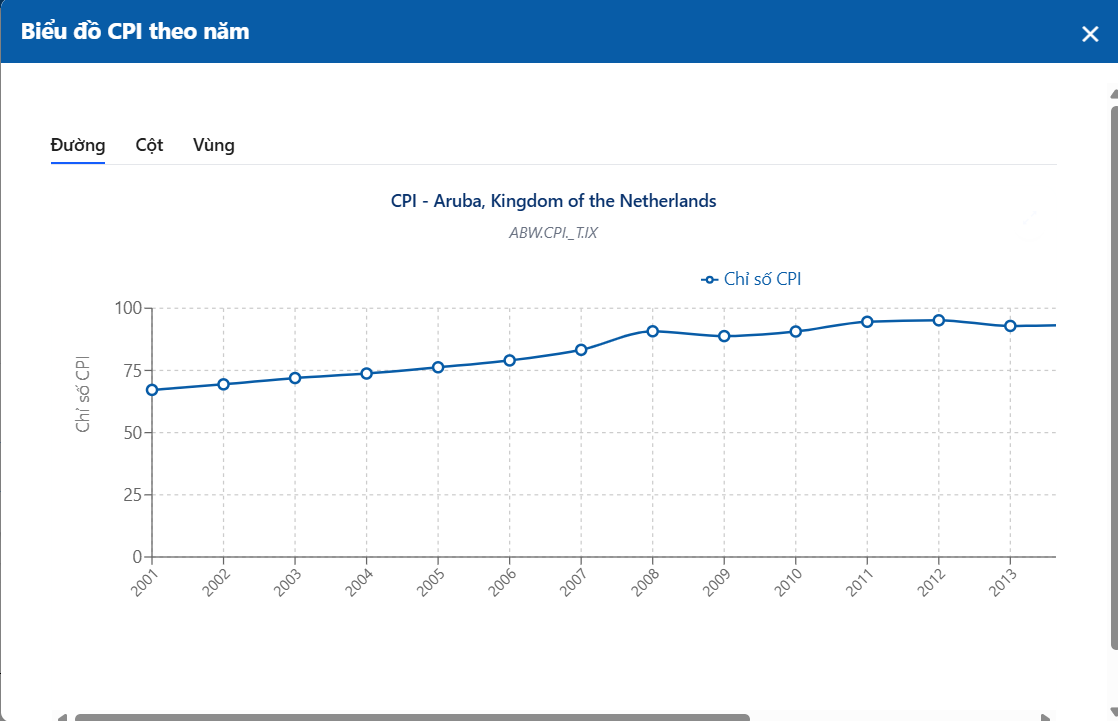 Biểu đồ CPI theo năm
Đường Cột Vùng
CPI - Aruba, Kingdom of the Netherlands
ABW.CPI._T.IX
Chỉ số CPI
100
75
50
25
0
Chỉ số CPI
2001 2002 2003 2004 2005 2006 2007 2008 2009 2010 2011 2012 2013